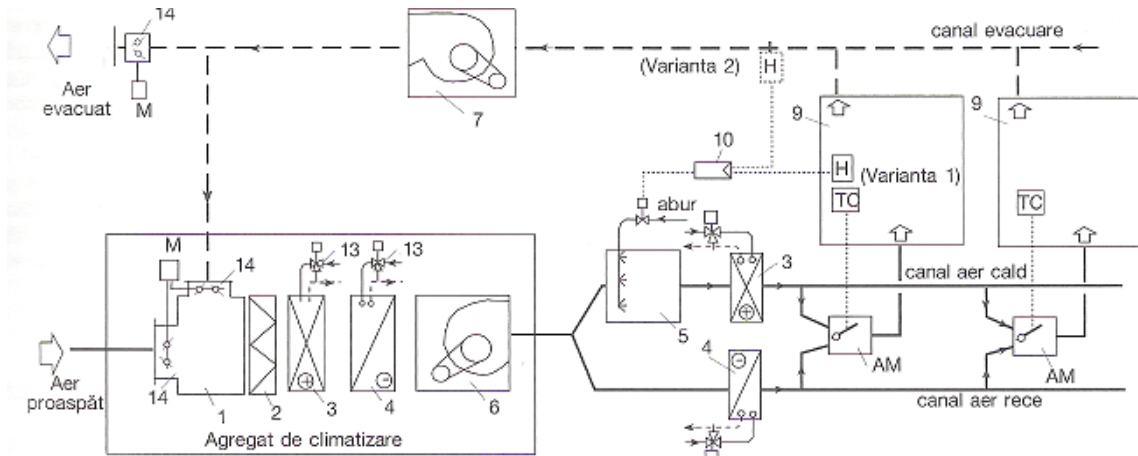 14
canal evacuare
(Varianta 2)
H
Aer
evacuat
M
7
9
9
10
H
(Varianta 1)
TC
TC
abur
M
14
13
13
3
canal aer cald
5
4
AM
AM
Aer
proaspăt
14
1
2
3
4
6
canal aer rece
Agregat de climatizare